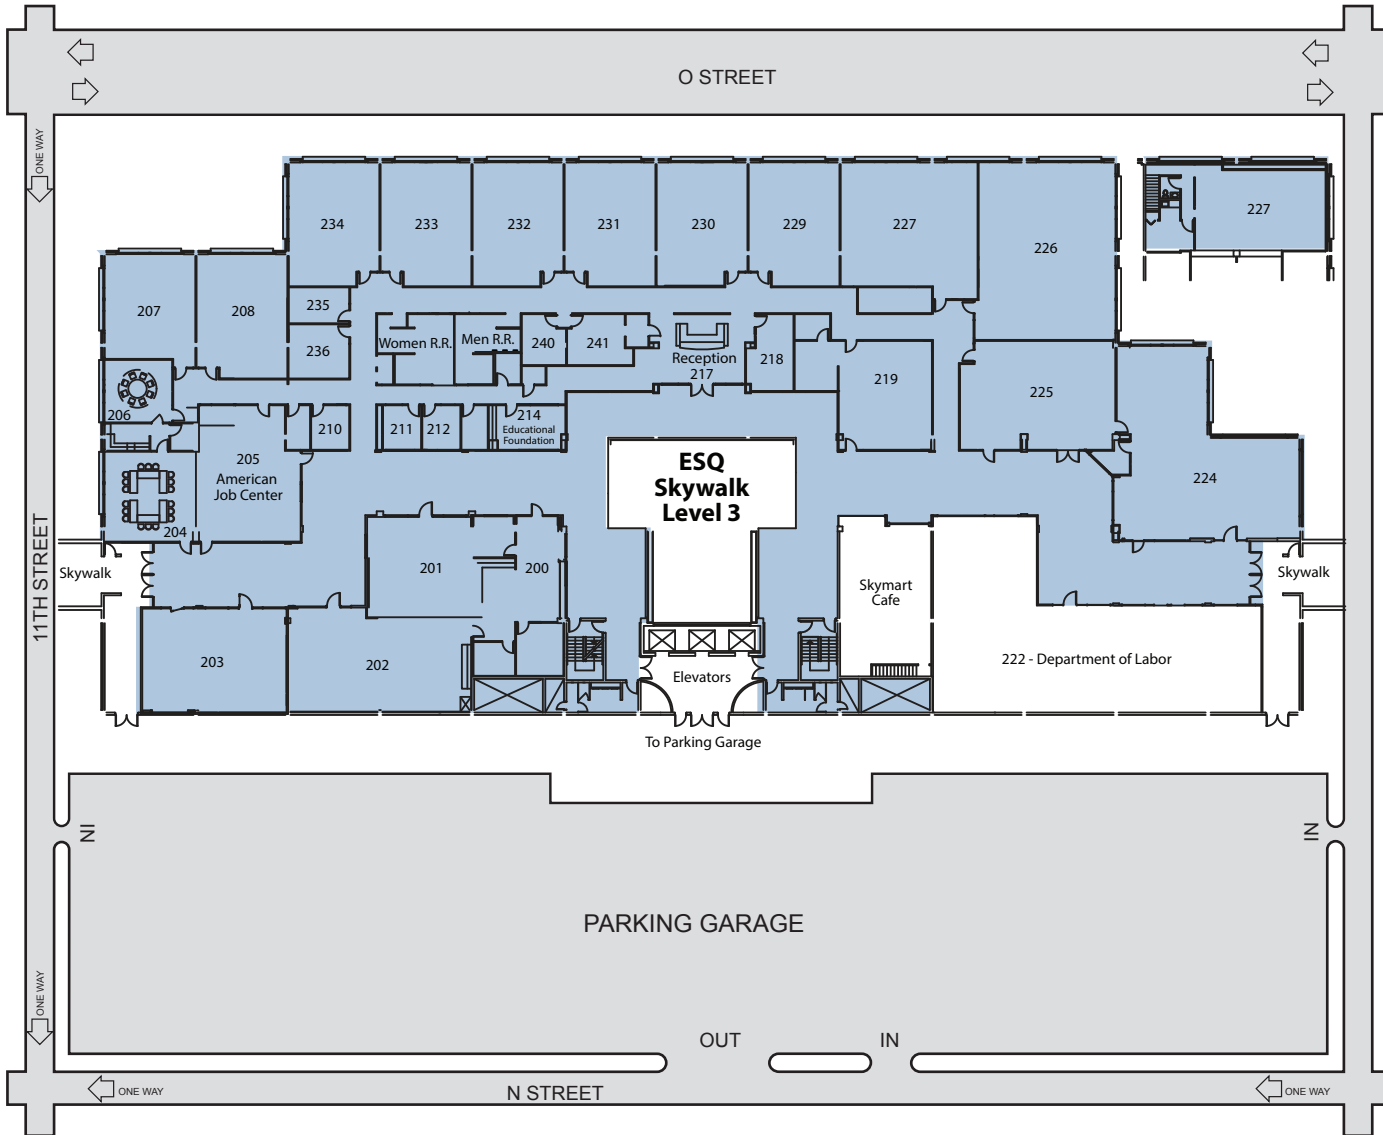 O STREET
ONE WAY
234
233
232
231
230
229
227
226
227
207
208
235
236
Women R.R.
Men R.R.
240
241
Reception
217
218
219
225
206
210
211
212
214
Educational
Foundation
205
American
Job Center
204
ESQ
Skywalk
Level 3
224
11TH STREET
Skywalk
201
200
Skymart
Cafe
Skywalk
203
202
Elevators
222 - Department of Labor
To Parking Garage
IN
IN
PARKING GARAGE
ONE WAY
OUT
IN
ONE WAY
N STREET
ONE WAY